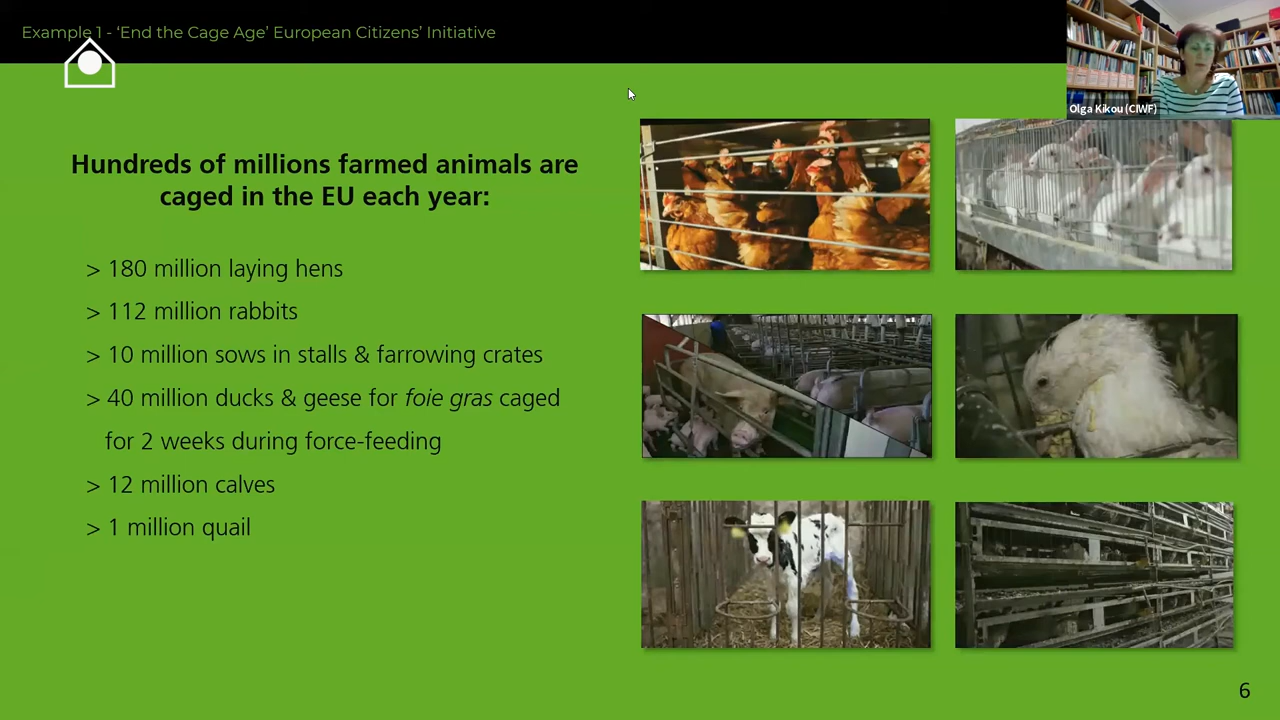 Example 1 - ‘End the Cage Age’ European Citizens’ Initiative
Olga Kikou (CIWF)
Hundreds of millions farmed animals are
caged in the EU each year:
> 180 million laying hens
> 112 million rabbits
> 10 million sows in stalls & farrowing crates
> 40 million ducks & geese for foie gras caged
for 2 weeks during force-feeding
> 12 million calves
> 1 million quail
6